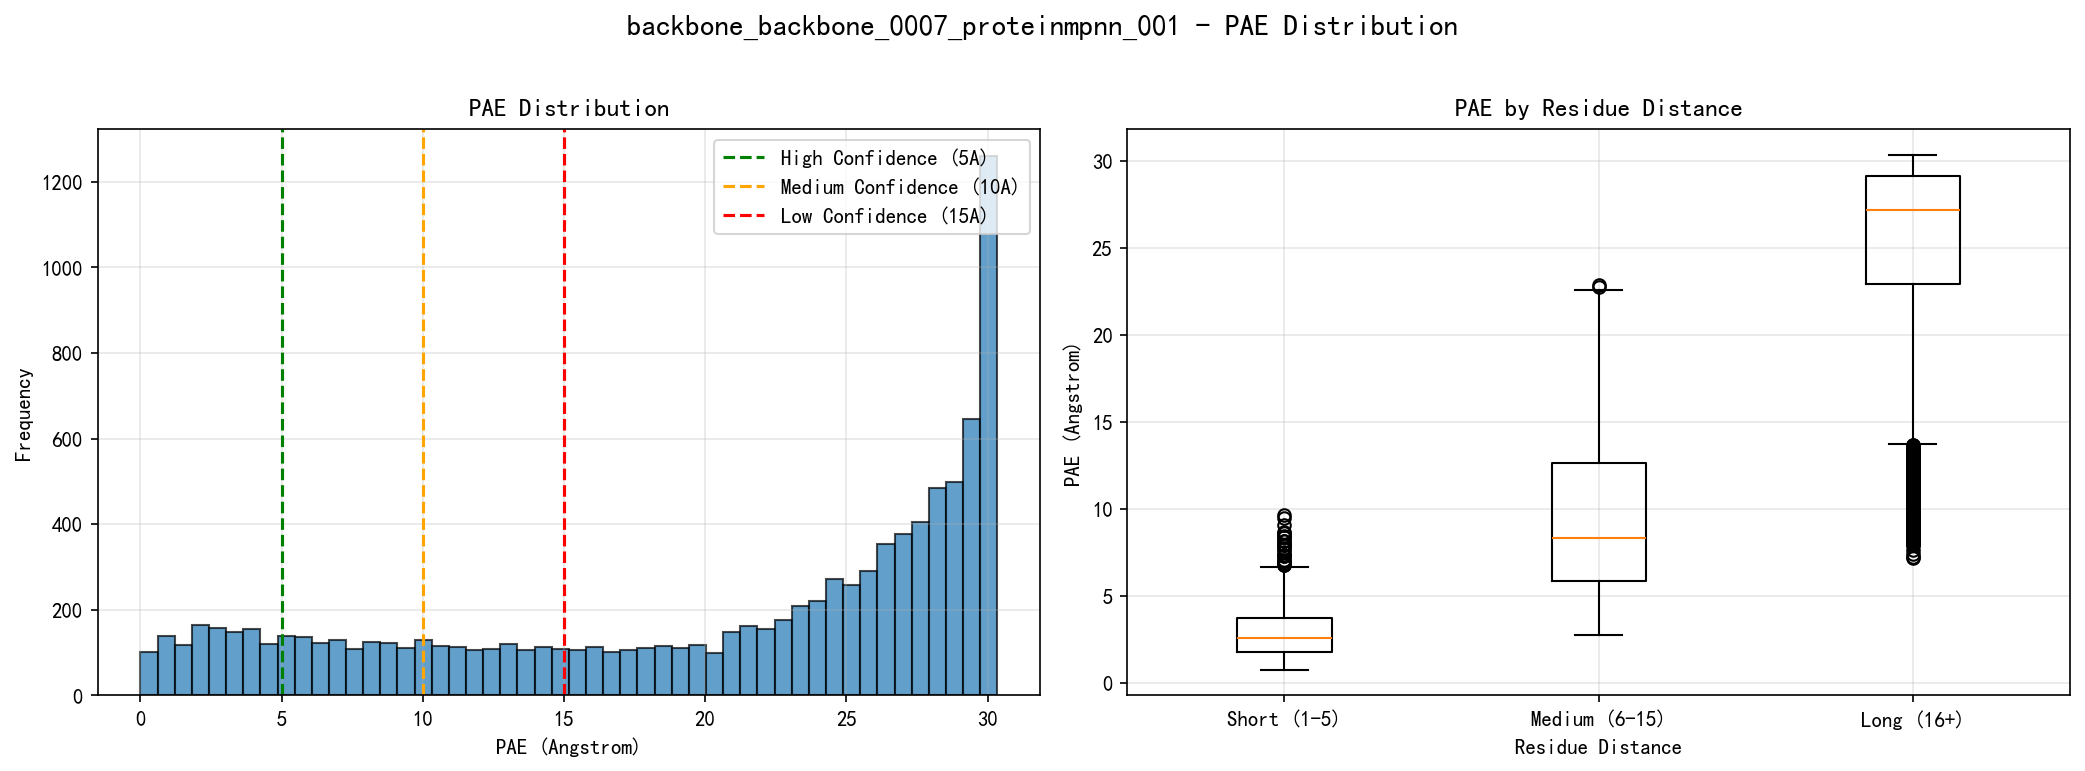 backbone_backbone_0007_proteinmpnn_001 - PAE Distribution
PAE Distribution
High Confidence (5A)
Medium Confidence (10A)
Low Confidence (15A)
1200
1000
800
600
400
200
0
Frequency
0 5 10 15 20 25 30
PAE (Angstrom)
PAE by Residue Distance
30
25
20
15
10
5
0
PAE (Angstrom)
Short (1-5) Medium (6-15) Long (16+)
Residue Distance